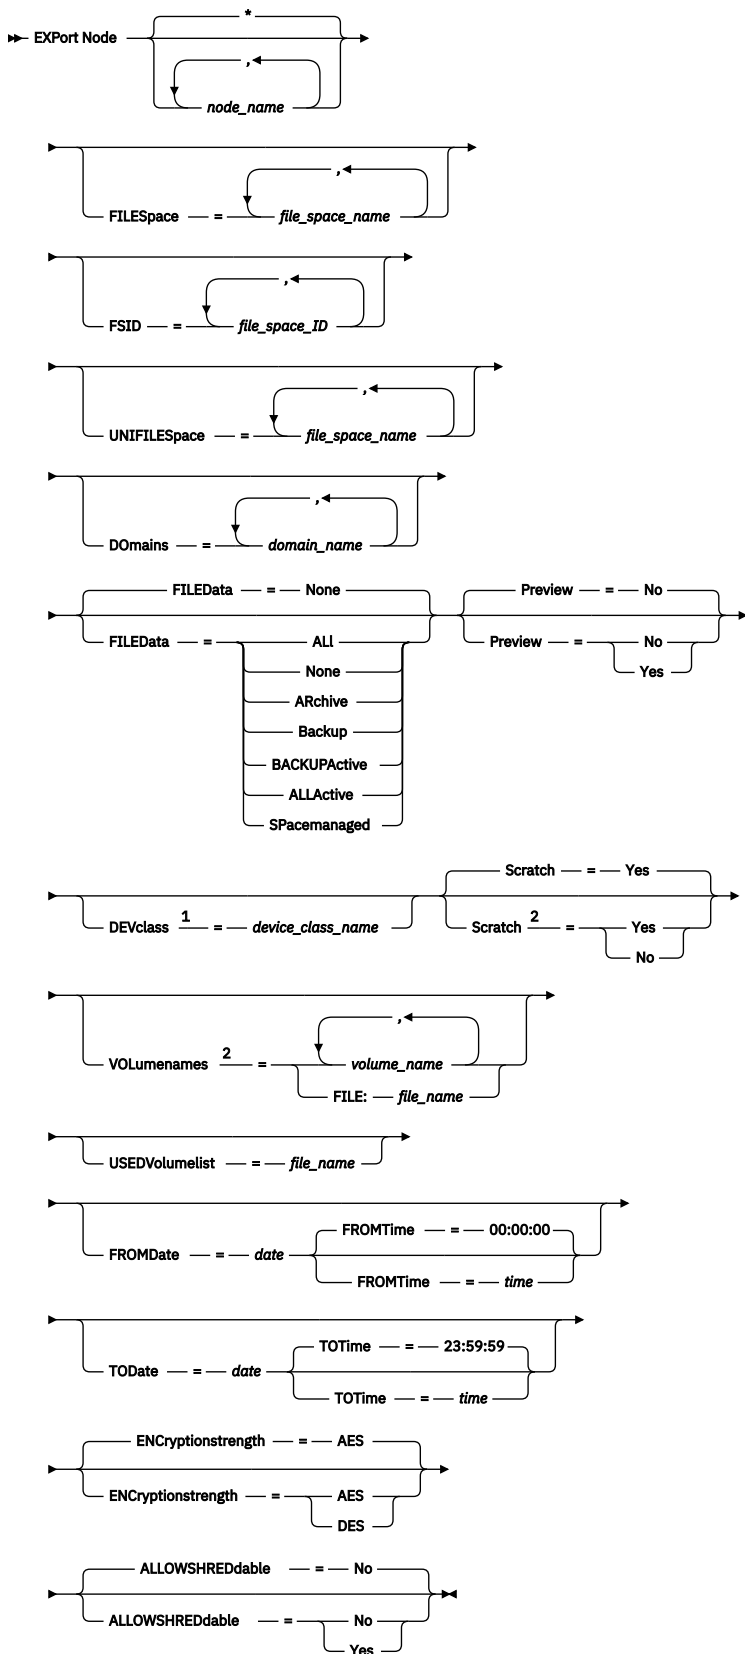 *
EXPort Node
,
node_name
,
FILESpace = file_space_name
,
FSID = file_space_ID
,
UNIFILESpace = file_space_name
,
DOmains = domain_name
FILEData = None Preview = No
FILEData = ALl Preview = No
None Yes
ARchive
Backup
BACKUPActive
ALLActive
SPacemanaged
Scratch = Yes
DEVclass 1 = device_class_name Scratch 2 = Yes
No
,
VOLumenames 2 = volume_name
FILE: file_name
USEDVolumelist = file_name
FROMTime = 00:00:00
FROMDate = date
FROMTime = time
TOTime = 23:59:59
TODate = date
TOTime = time
ENCryptionstrength = AES
ENCryptionstrength = AES
DES
ALLOWSHREDdable = No
ALLOWSHREDdable = No
Yes